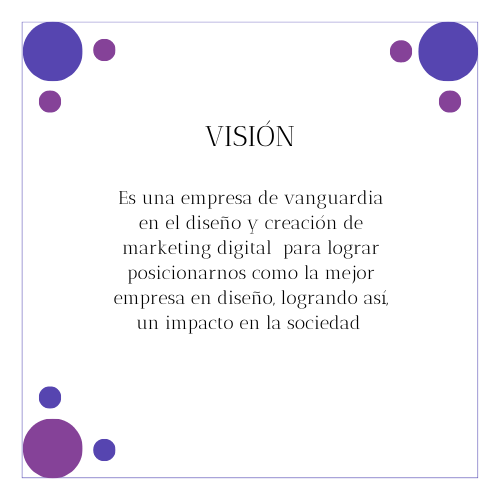 VISIÓN
Es una empresa de vanguardia
en el diseño y creación de
marketing digital  para lograr
posicionarnos como la mejor
empresa en diseño, logrando así,
un impacto en la sociedad